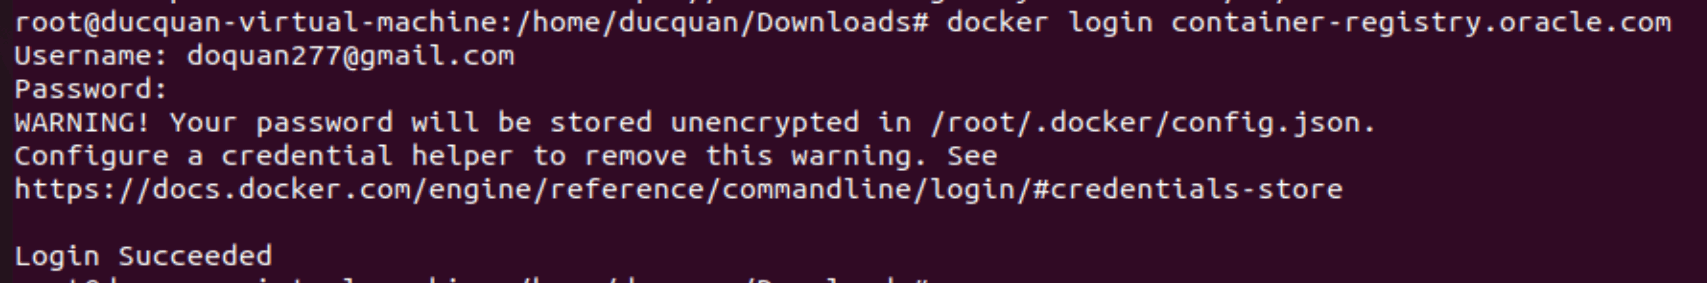 root@ducquan-virtual-machine:/home/ducquan/Downloads# docker login container-registry.oracle.com
Username: doquan277@gmail.com
Password:
WARNING! Your password will be stored unencrypted in /root/.docker/config.json.
Configure a credential helper to remove this warning. See
https://docs.docker.com/engine/reference/commandline/login/#credentials-store
Login Succeeded